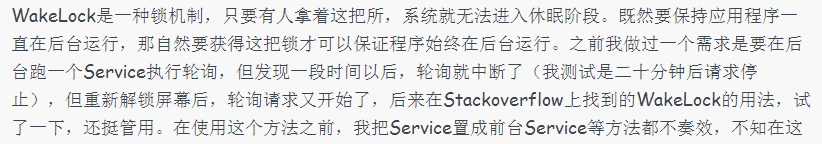 WakeLock是一种锁机制，只要有人拿着这把所，系统就无法进入休眠阶段。既然要保持应用程序一
直在后台运行，那自然要获得这把锁才可以保证程序始终在后台运行。之前我做过一个需求是要在后
台跑一个Service执行轮询，但发现一段时间以后，轮询就中断了（我测试是二十分钟后请求停
止），但重新解锁屏幕后，轮询请求又开始了，后来在Stackoverflow上找到的WakeLock的用法，试
了一下，还挺管用。在使用这个方法之前，我把Service置成前台Service等方法都不奏效，不知在这